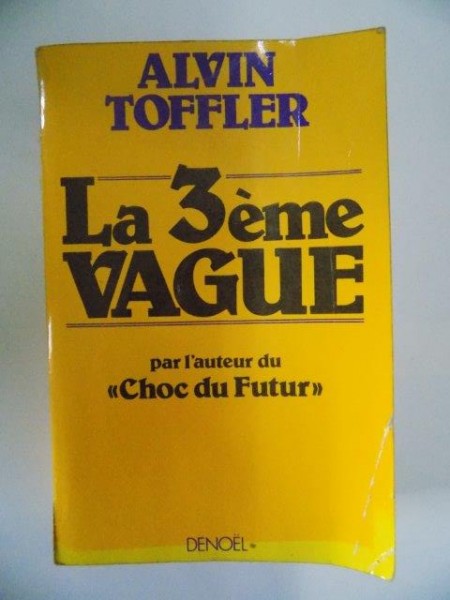 ALVIN
TOFFLER
La 3ème
VAGUE
par l'auteur du
«Choc du Futur»
DENOËL